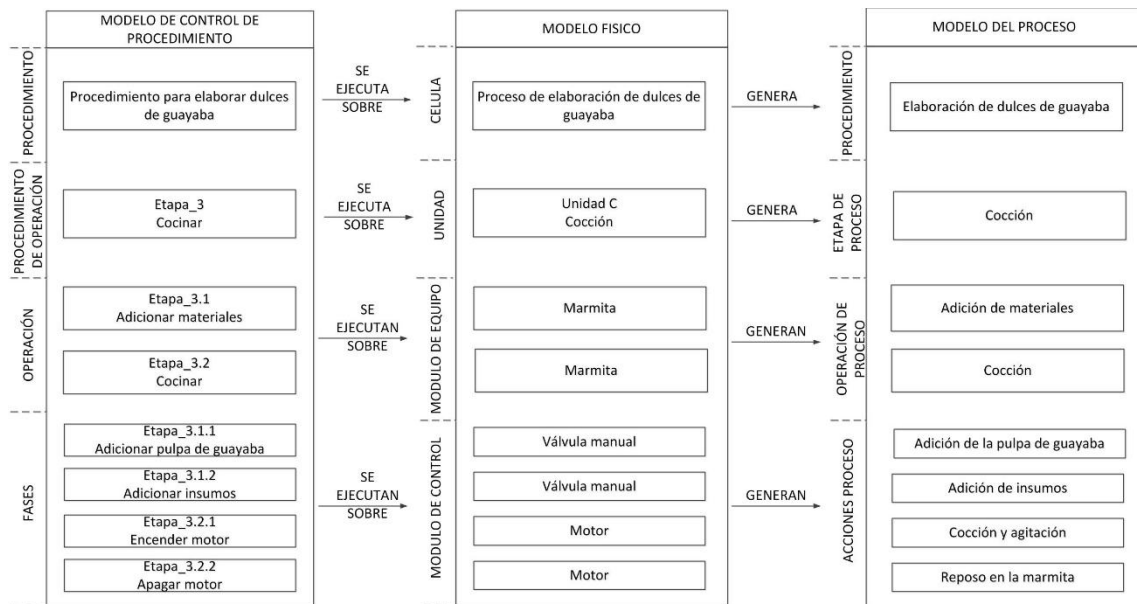 MODELO DE CONTROL DE
PROCEDIMIENTO
MODELO FISICO
MODELO DEL PROCESO
PROCEDIMIENTO
Procedimiento para elaborar dulces
de guayaba
SE
EJECUTA
SOBRE
CELULA
Proceso de elaboración de dulces de
guayaba
GENERA
PROCEDIMIENTO
Elaboración de dulces de guayaba
PROCEDIMIENTO
DE OPERACIÓN
Etapa_3
Cocinar
SE
EJECUTA
SOBRE
UNIDAD
Unidad C
Cocción
GENERA
ETAPA DE
PROCESO
Cocción
OPERACIÓN
Etapa_3.1
Adicionar materiales
Etapa_3.2
Cocinar
SE
EJECUTAN
SOBRE
MODULO DE EQUIPO
Marmita
Marmita
GENERAN
OPERACIÓN DE
PROCESO
Adición de materiales
Cocción
FASES
Etapa_3.1.1
Adicionar pulpa de guayaba
Etapa_3.1.2
Adicionar insumos
Etapa_3.2.1
Encender motor
Etapa_3.2.2
Apagar motor
SE
EJECUTAN
SOBRE
MODULO DE CONTROL
Válvula manual
Válvula manual
Motor
Motor
GENERAN
ACCIONES PROCESO
Adición de la pulpa de guayaba
Adición de insumos
Cocción y agitación
Reposo en la marmita